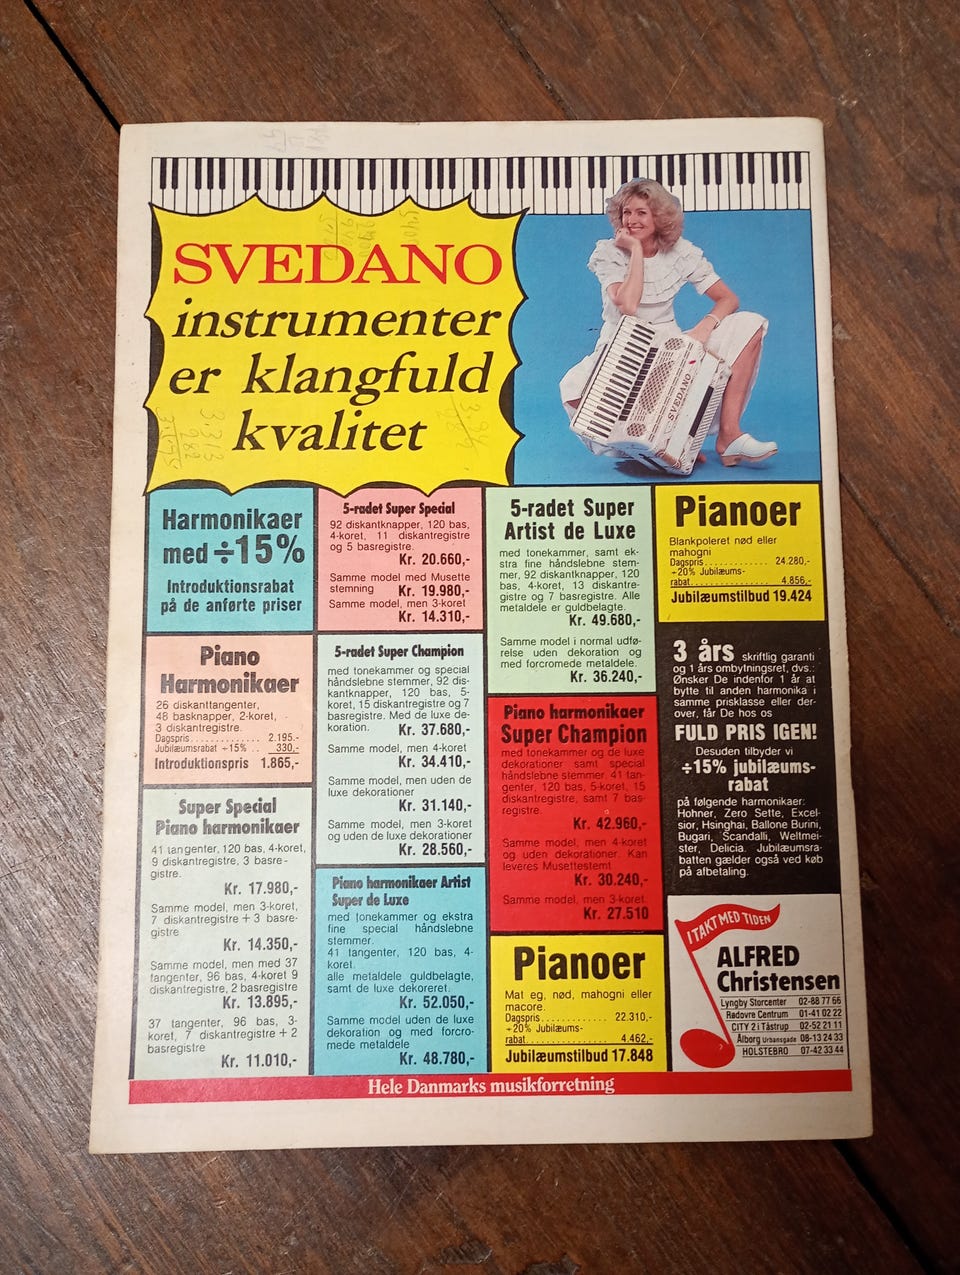 SVEDANO
instrumenter
er klangfuld
kvalitet
SVEDANO
Harmonikaer
med ÷15%
Introduktionsrabat
på de anførte priser
Piano
Harmonikaer
26 diskanttangenter,
48 basknapper, 2-koret,
3 diskantregistre.
Dagspris............... 2.195.-
Jubilæumsrabat ÷15% .. 330,-
Introduktionspris 1.865,-
Super Special
Piano harmonikaer
41 tangenter, 120 bas, 4-koret,
9 diskantregistre, 3 basre-
gistre.
Kr. 17.980,-
Samme model, men 3-koret,
7 diskantregistre + 3 basre-
gistre
Kr. 14.350,-
Samme model, men med 37
tangenter, 96 bas, 4-koret 9
diskantregistre, 2 basregistre
Kr. 13.895,-
37 tangenter, 96 bas, 3-
koret, 7 diskantregistre + 2
basregistre
Kr. 11.010,-
5-radet Super Special
92 diskantknapper, 120 bas,
4-koret, 11 diskantregistre
og 5 basregistre.
Kr. 20.660,-
Samme model med Musette
stemning Kr. 19.980,-
Samme model, men 3-koret
Kr. 14.310,-
5-radet Super Champion
med tonekammer og special
håndslebne stemmer, 92 dis-
kantknapper, 120 bas, 5-
koret, 15 diskantregistre og 7
basregistre. Med de luxe de-
koration. Kr. 37.680,-
Samme model, med 4-koret
Kr. 34.410,-
Samme model, men uden de
luxe dekorationer
Kr. 31.140,-
Samme model, men 3-koret
og uden de luxe dekorationer
Kr. 28.560,-
Piano harmonikaer Artist
Super de Luxe
med tonekammer og ekstra
fine special håndslebne
stemmer.
41 tangenter, 120 bas, 4-
koret.
alle metaldele guldbelagte,
samt de luxe dekoreret.
Kr. 52.050,-
Samme model uden de luxe
dekoration og med forcro-
mede metaldele
Kr. 48.780,-
5-radet Super
Artist de Luxe
med tonekammer, samt ek-
stra fine håndslebne stem-
mer, 92 diskantknapper, 120
bas, 4-koret, 13 diskantre-
gistre og 7 basregistre. Alle
metaldele er guldbelagte.
Kr. 49.680,-
Samme model i normal udfø-
relse uden dekoration og
med forcromede metaldele.
Kr. 36.240,-
Piano harmonikaer
Super Champion
med tonekammer og de luxe
dekorationer samt special
håndslebne stemmer. 41 tan-
genter, 120 bas, 5-koret, 15
diskantregistre, samt 7 bas-
registre.
Kr. 42.960,-
Samme model, men 4-koret
og uden dekorationer. Kan
leveres Musettestemt
Kr. 30.240,-
Samme model, men 3-koret.
Kr. 27.510
Pianoer
Mat eg, nød, mahogni eller
macore.
Dagspris................ 22.310,-
÷20% Jubilæums-
rabat..................... 4.462,-
Jubilæumstilbud 17.848
Pianoer
Blankpoleret nød eller
mahogni
Dagspris................ 24.280,-
÷20% Jubilæums-
rabat..................... 4.856,-
Jubilæumstilbud 19.424
3 års skriftlig garanti
og 1 års ombytningsret, dvs.:
Ønsker De indenfor 1 år at
bytte til anden harmonika i
samme prisklasse eller der-
over, får De hos os
FULD PRIS IGEN!
Desuden tilbyder vi
÷15% jubilæums-
rabat
på følgende harmonikaer:
Hohner, Zero Sette, Excel-
sior, Hsinghai, Ballone Burini,
Bugari, Scandalli, Weltmei-
ster, Delicia. Jubilæumsra-
batten gælder også ved køb
på afbetaling.
I TAKT MED TIDEN
ALFRED
Christensen
Lyngby Storcenter 02-88 77 66
Rødovre Centrum 01-41 02 22
CITY 2 i Tåstrup 02-52 21 11
Ålborg Urbansgade 08-13 24 33
HOLSTEBRO 07-42 33 44
Hele Danmarks musikforretning